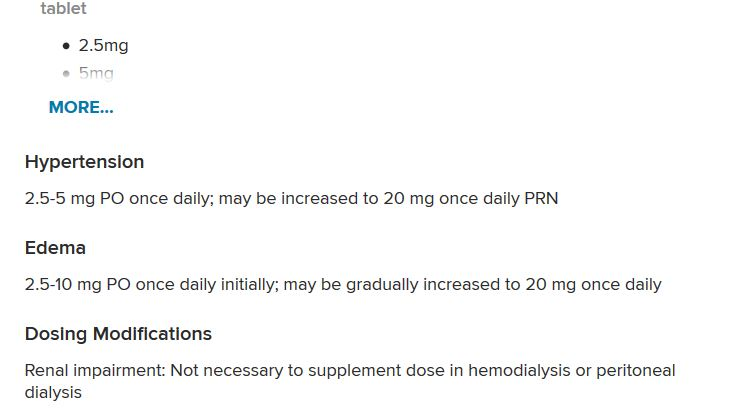 tablet
• 2.5mg
• 5mg
MORE...
Hypertension
2.5-5 mg PO once daily; may be increased to 20 mg once daily PRN
Edema
2.5-10 mg PO once daily initially; may be gradually increased to 20 mg once daily
Dosing Modifications
Renal impairment: Not necessary to supplement dose in hemodialysis or peritoneal
dialysis